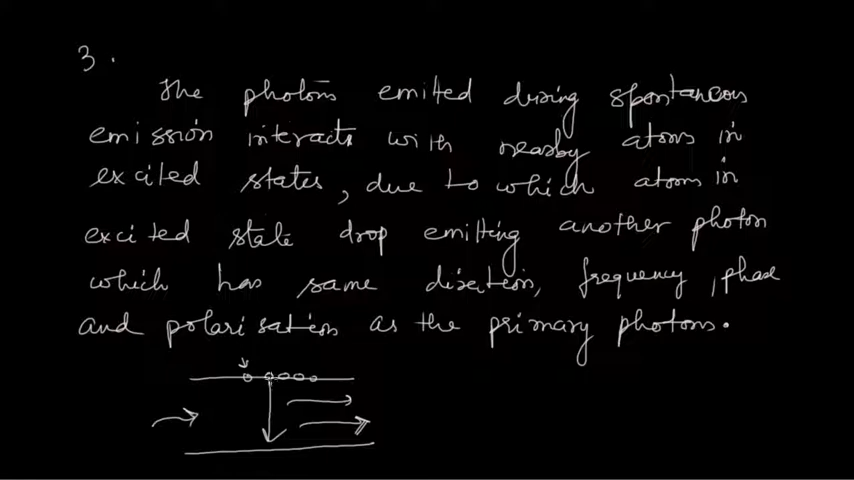 3.
The photons emitted during spontaneous
emission interacts with nearby atoms in
excited states, due to which atoms in
excited state drop emitting another photon
which has same direction, frequency, phase
and polarisation as the primary photons.